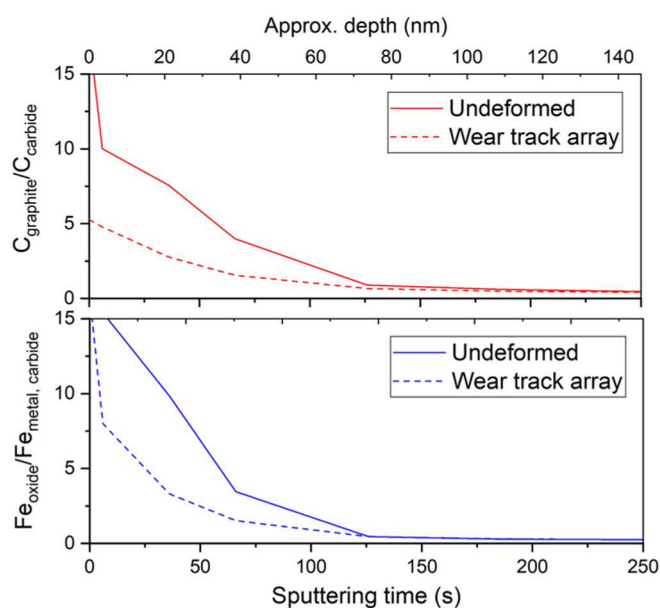 Approx. depth (nm)
0 20 40 60 80 100 120 140
15
Undeformed
Wear track array
10
5
0
C_graphite/C_carbide
15
Undeformed
Wear track array
10
5
0
Fe_oxide/Fe_metal, carbide
0 50 100 150 200 250
Sputtering time (s)